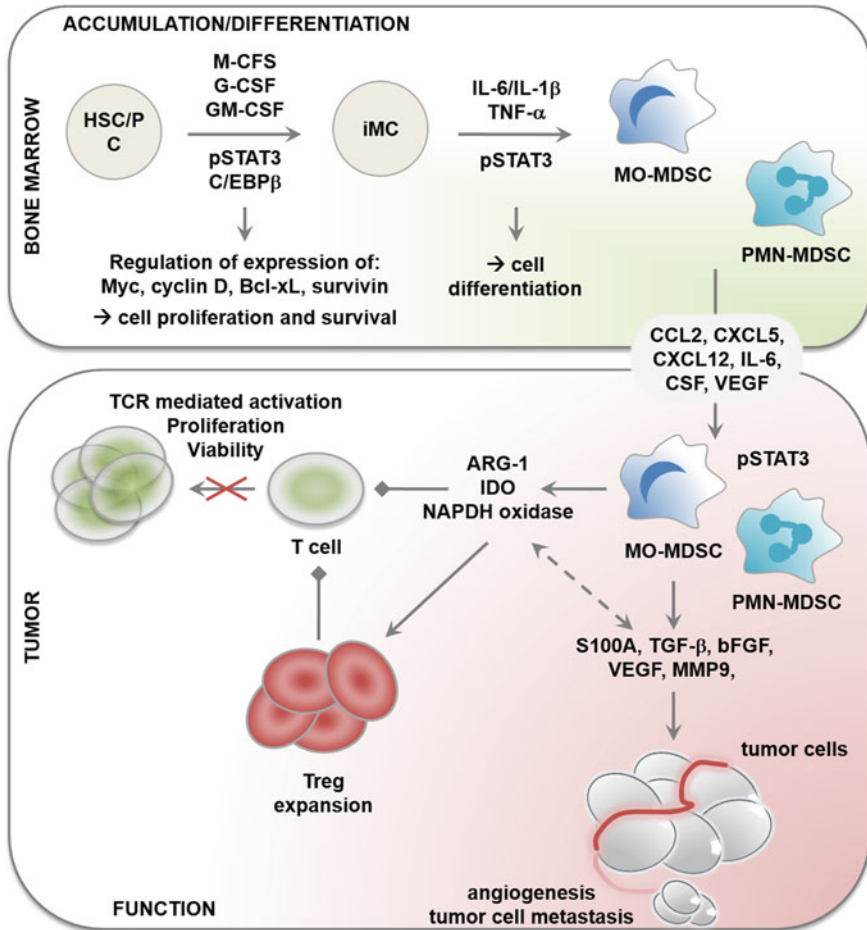 ACCUMULATION/DIFFERENTIATION
BONE MARROW
HSC/P
C
M-CFS
G-CSF
GM-CSF
pSTAT3
C/EBPβ
iMC
IL-6/IL-1β
TNF-α
pSTAT3
MO-MDSC
PMN-MDSC
Regulation of expression of:
Myc, cyclin D, Bcl-xL, survivin
→ cell proliferation and survival
→ cell
differentiation
CCL2, CXCL5,
CXCL12, IL-6,
CSF, VEGF
TUMOR
TCR mediated activation
Proliferation
Viability
T cell
ARG-1
IDO
NAPDH oxidase
pSTAT3
MO-MDSC
PMN-MDSC
S100A, TGF-β, bFGF,
VEGF, MMP9,
Treg
expansion
tumor cells
angiogenesis
tumor cell metastasis
FUNCTION